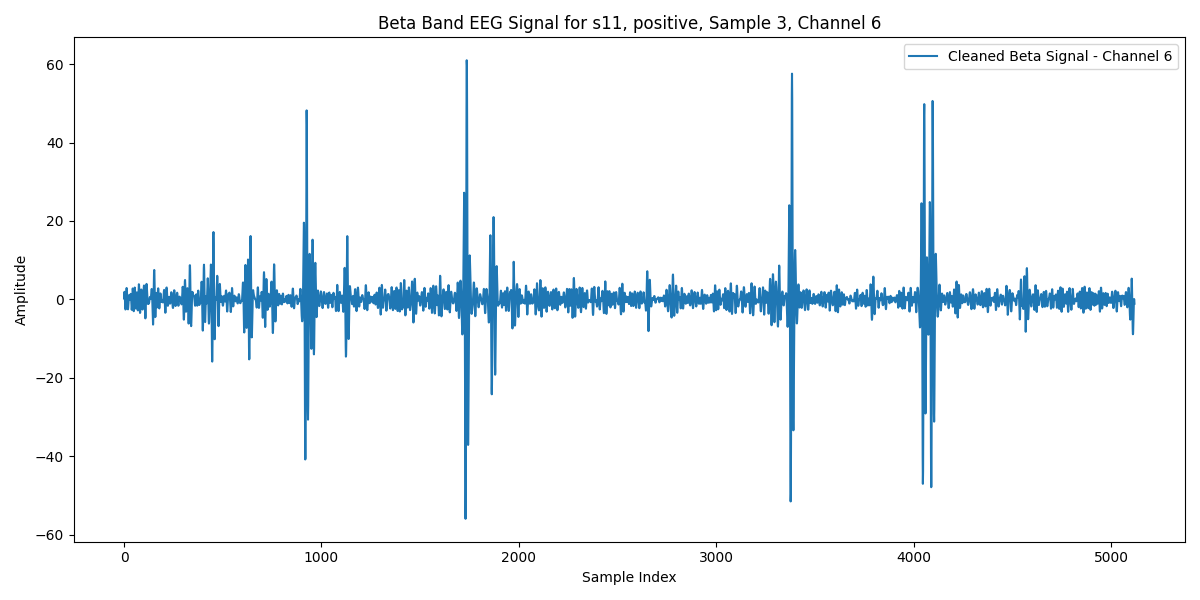 Beta Band EEG Signal for s11, positive, Sample 3, Channel 6
Cleaned Beta Signal - Channel 6
Amplitude
60
40
20
0
−20
−40
−60
0 1000 2000 3000 4000 5000
Sample Index